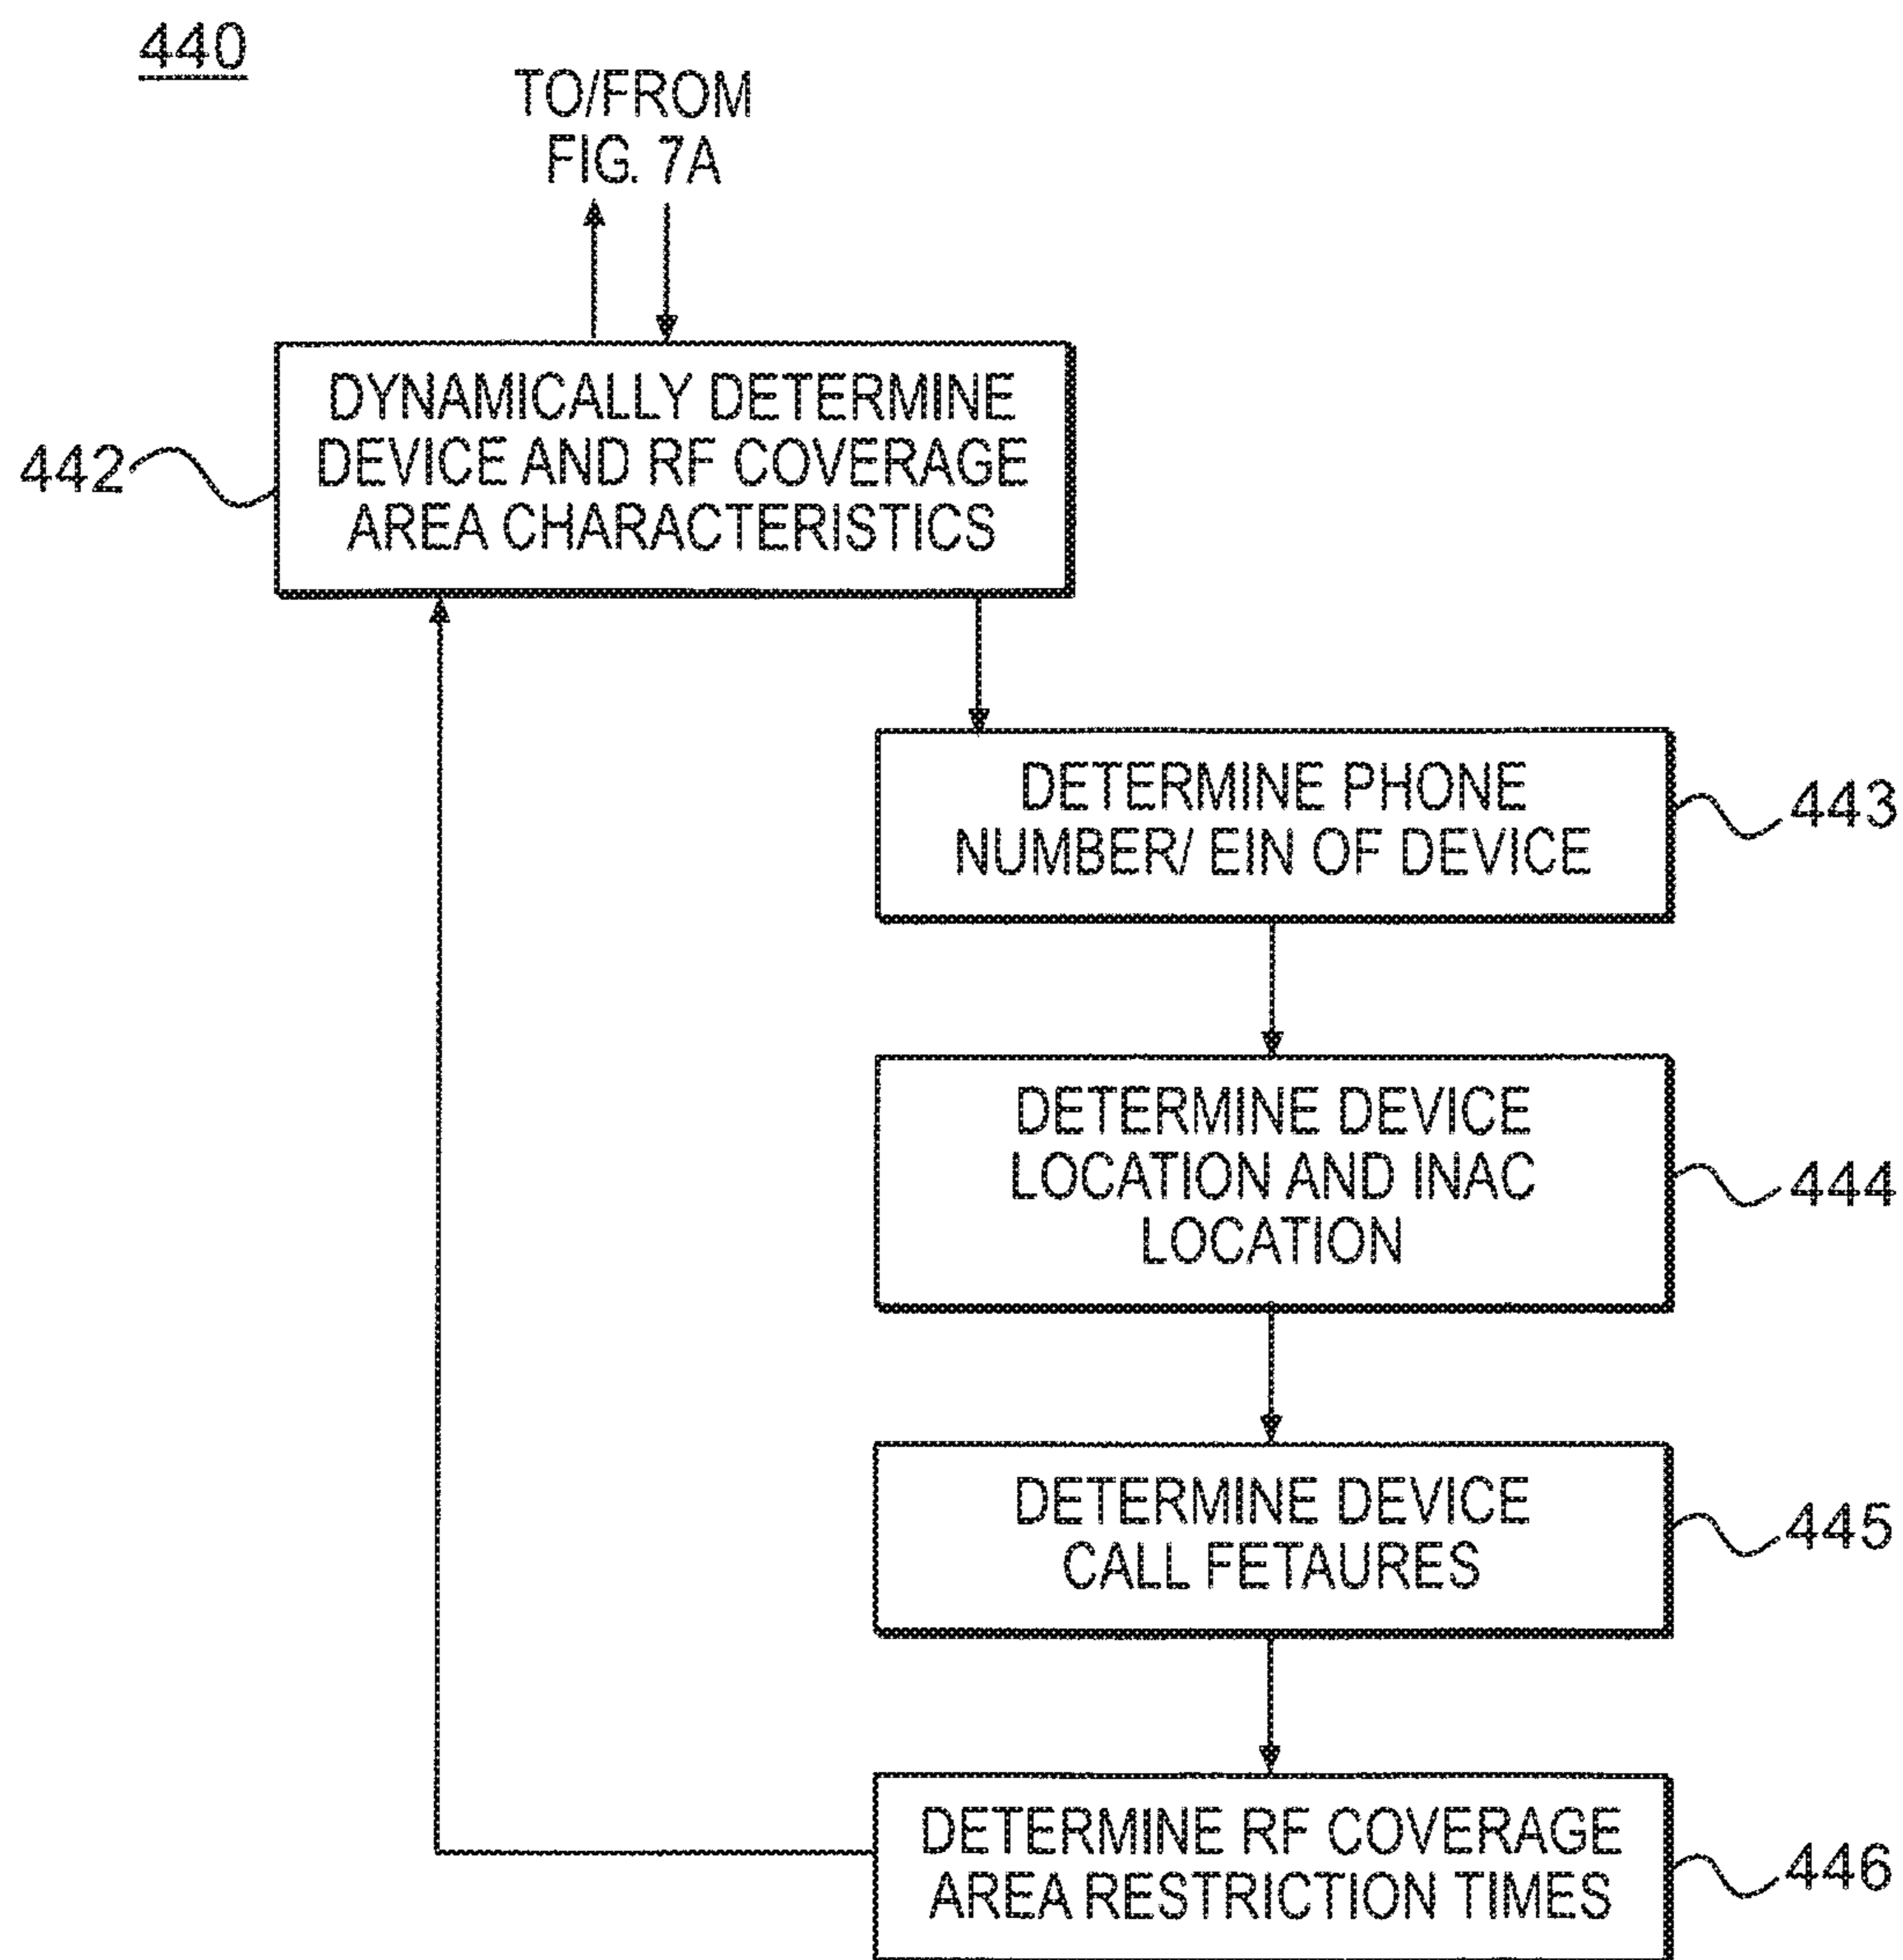 440
TO/FROM
FIG. 7A
DYNAMICALLY DETERMINE
DEVICE AND RF COVERAGE
AREA CHARACTERISTICS
442
DETERMINE PHONE
NUMBER/ EIN OF DEVICE
443
DETERMINE DEVICE
LOCATION AND INAC
LOCATION
444
DETERMINE DEVICE
CALL FETAURES
445
DETERMINE RF COVERAGE
AREA RESTRICTION TIMES
446